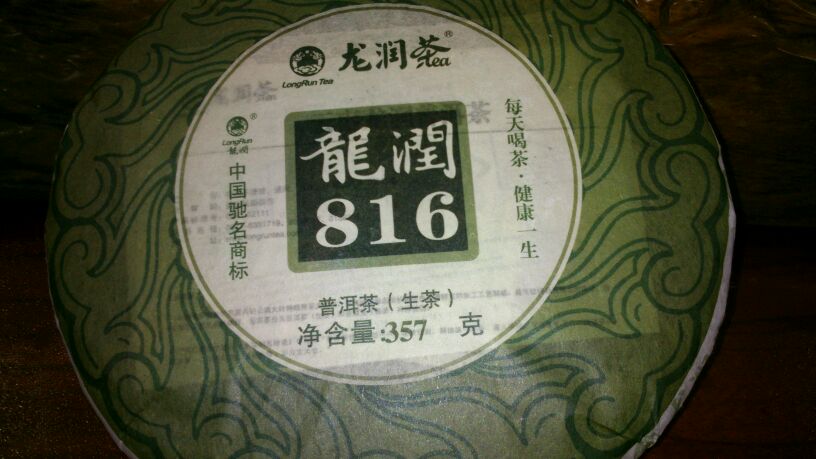 龙润茶®
tea
LongRun Tea
®
LongRun
龍潤
中国驰名商标
龍潤
816
每天喝茶·健康一生
普洱茶（生茶）
净含量:357 克